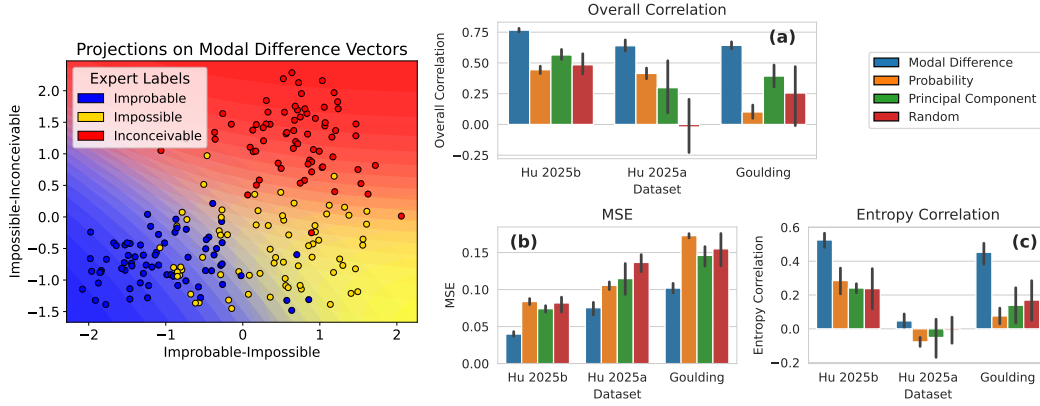 Projections on Modal Difference Vectors
Expert Labels
Improbable
Impossible
Inconceivable
2.0
1.5
1.0
0.5
0.0
−0.5
−1.0
−1.5
Impossible-Inconceivable
−2
−1
0
1
2
Improbable-Impossible
Overall Correlation
(a)
0.75
0.50
0.25
0.00
−0.25
Overall Correlation
Hu 2025b
Hu 2025a
Goulding
Dataset
Modal Difference
Probability
Principal Component
Random
MSE
(b)
0.15
0.10
0.05
0.00
MSE
Hu 2025b
Hu 2025a
Goulding
Dataset
Entropy Correlation
(c)
0.6
0.4
0.2
0.0
−0.2
Entropy Correlation
Hu 2025b
Hu 2025a
Goulding
Dataset